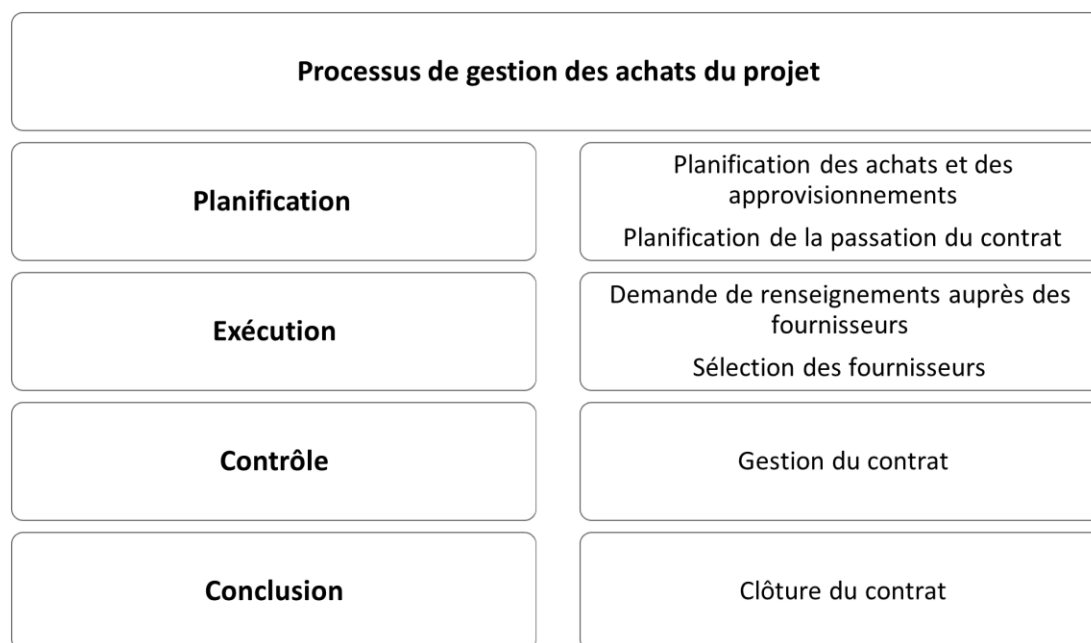 Processus de gestion des achats du projet
Planification
Planification des achats et des
approvisionnements
Planification de la passation du contrat
Exécution
Demande de renseignements auprès des
fournisseurs
Sélection des fournisseurs
Contrôle
Gestion du contrat
Conclusion
Clôture du contrat